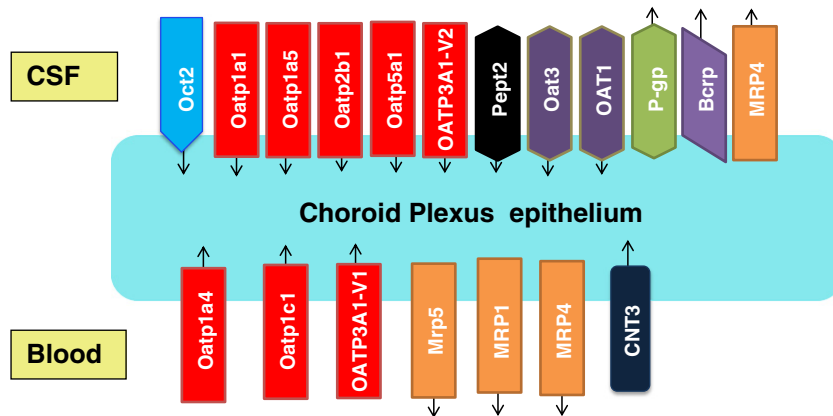 CSF
Oct2
Oatp1a1
Oatp1a5
Oatp2b1
Oatp5a1
OATP3A1-V2
Pept2
Oat3
OAT1
P-gp
Bcrp
MRP4
Choroid Plexus epithelium
Blood
Oatp1a4
Oatp1c1
OATP3A1-V1
Mrp5
MRP1
MRP4
CNT3